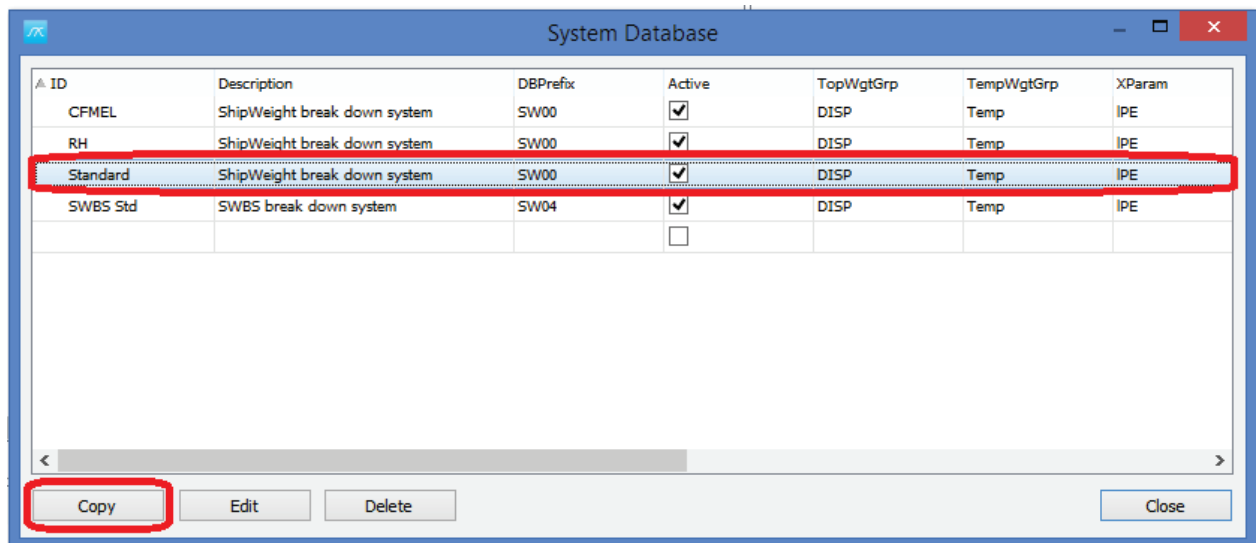 System Database
ID Description DBPrefix Active TopWgtGrp TempWgtGrp XParam
CFMEL ShipWeight break down system SW00 DISP Temp lPE
RH ShipWeight break down system SW00 DISP Temp lPE
Standard ShipWeight break down system SW00 DISP Temp lPE
SWBS Std SWBS break down system SW04 DISP Temp lPE
Copy Edit Delete Close